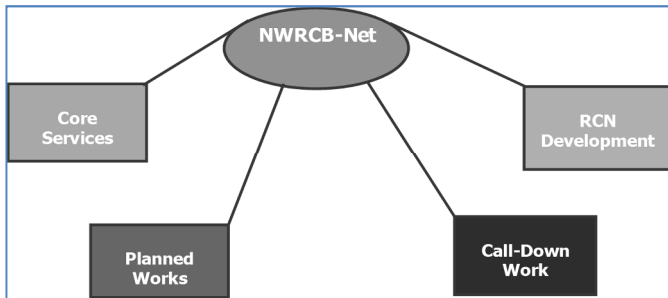 NWRCB-Net
Core
Services
RCN
Development
Planned
Works
Call-Down
Work